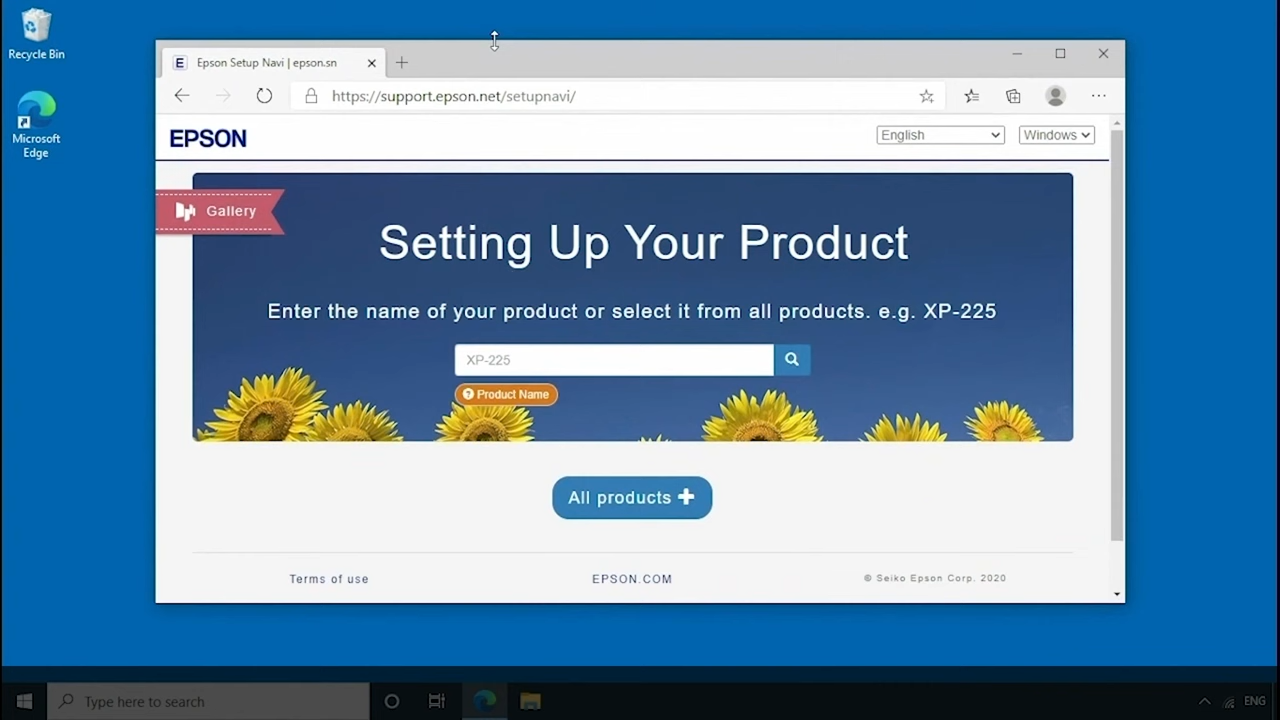 Recycle Bin
Microsoft
Edge
Epson Setup Navi | epson.sn
https://support.epson.net/setupnavi/
EPSON
English
Windows
Gallery
Setting Up Your Product
Enter the name of your product or select it from all products. e.g. XP-225
XP-225
Product Name
All products
Terms of use
EPSON.COM
© Seiko Epson Corp. 2020
Type here to search
ENG